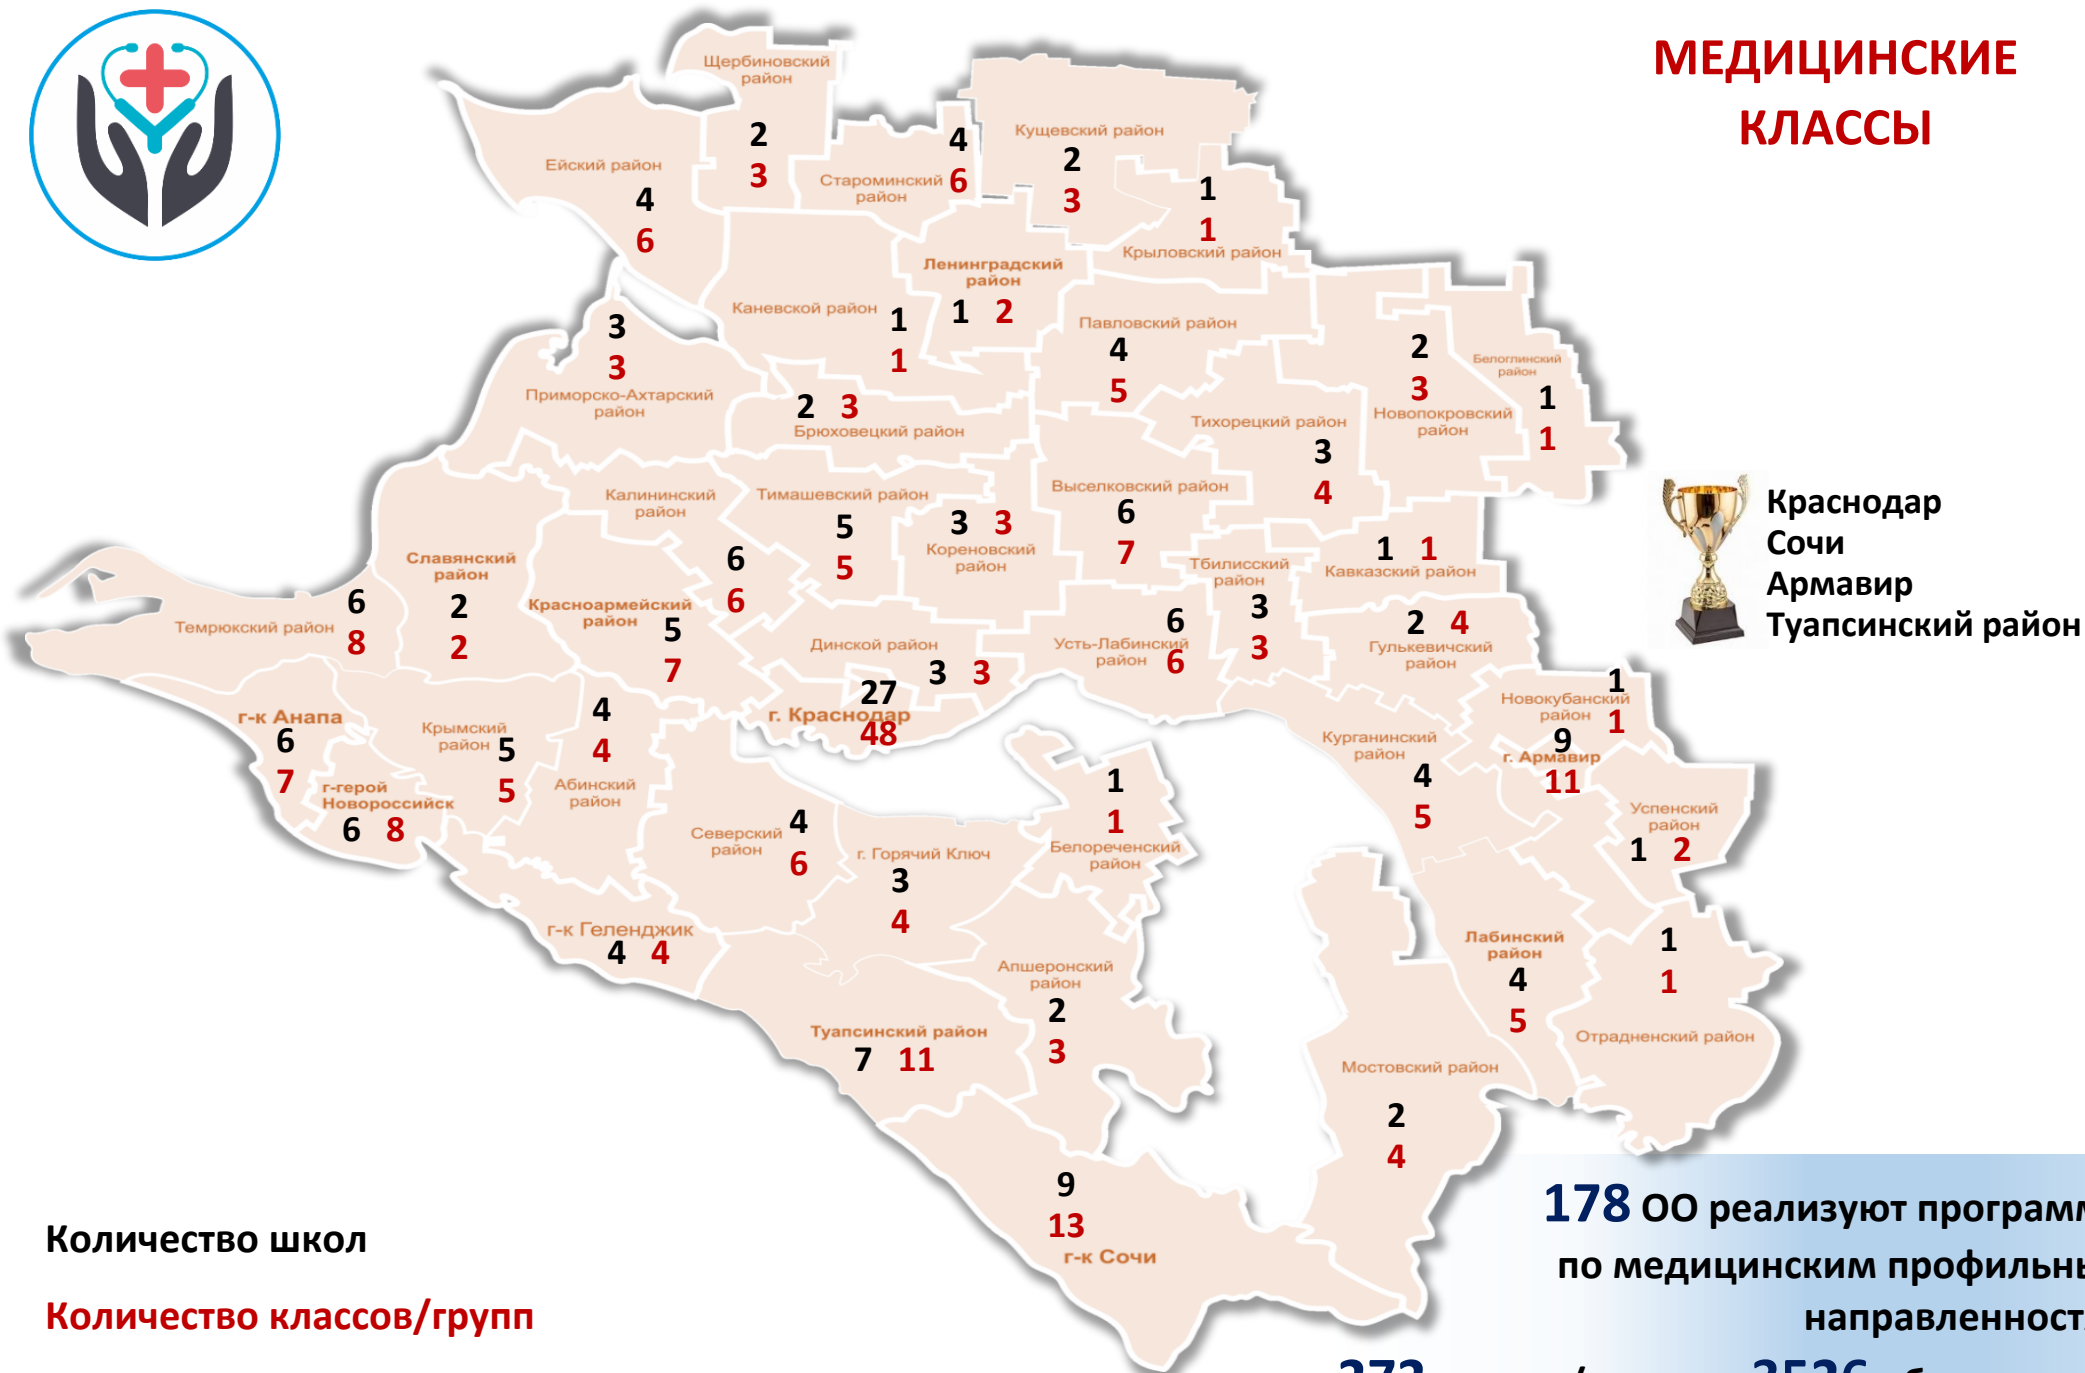 МЕДИЦИНСКИЕ
КЛАССЫ
Щербиновский
район
2
3
Ейский район
4
6
Староминский
район
4
6
Кущевский район
2
3
1
1
Крыловский район
Ленинградский
район
1 2
Каневской район
1
1
Павловский район
4
5
2
3
Новопокровский
район
Белоглинский
район
1
1
3
3
Приморско-Ахтарский
район
2 3
Брюховецкий район
Тихорецкий район
3
4
Калининский
район
6
6
Тимашевский район
5
5
3 3
Кореновский
район
Выселковский район
6
7
Тбилисский
район
3
3
1 1
Кавказский район
Краснодар
Сочи
Армавир
Туапсинский район
Славянский
район
2
2
Темрюкский район
6
8
Красноармейский
район
5
7
Динской район
3 3
27
г. Краснодар
48
Усть-Лабинский
район
6
6
2 4
Гулькевичский
район
Новокубанский
район
1
1
г-к Анапа
6
7
Крымский
район
5
5
4
4
Абинский
район
г-герой
Новороссийск
6 8
Курганинский
район
4
5
9
г. Армавир
11
Успенский
район
1 2
Северский
район
4
6
г. Горячий Ключ
3
4
1
1
Белореченский
район
г-к Геленджик
4 4
Апшеронский
район
2
3
Лабинский
район
4
5
1
1
Отрадненский район
Туапсинский район
7 11
Мостовский район
2
4
9
13
г-к Сочи
Количество школ
Количество классов/групп
178 ОО реализуют програм
по медицинским профильн
направленност